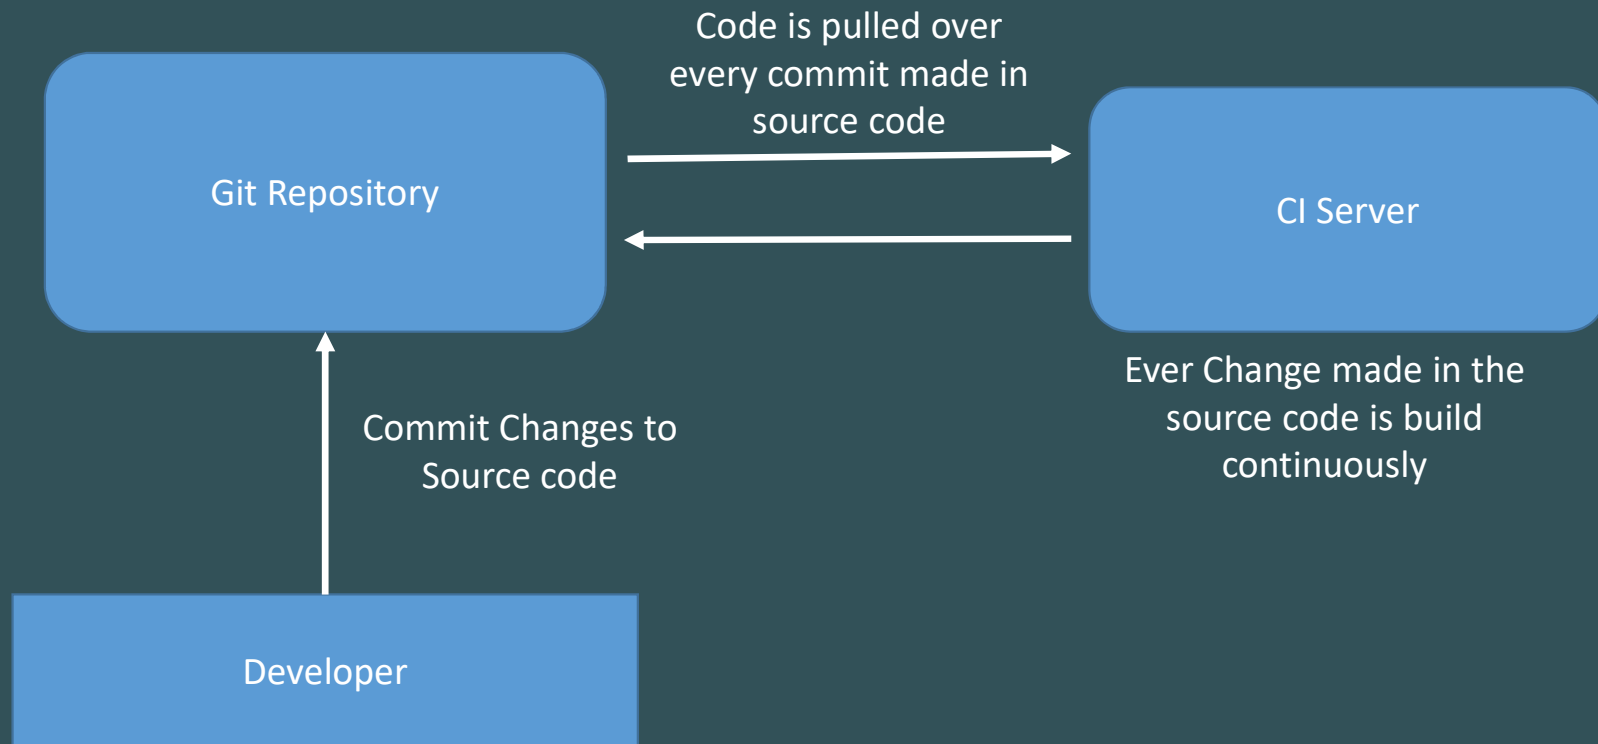 Code is pulled over
every commit made in
source code
Git Repository
CI Server
Ever Change made in the
source code is build
continuously
Commit Changes to
Source code
Developer